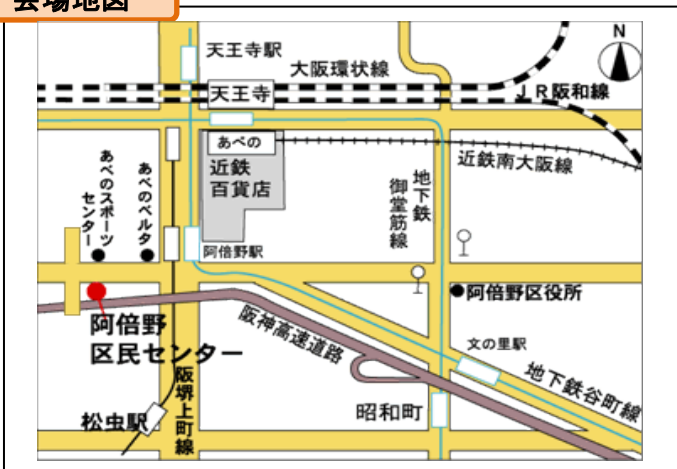 会場地図
天王寺駅
大阪環状線
N
天王寺
JR阪和線
あべの
近鉄
百貨店
近鉄南大阪線
地下鉄
御堂筋線
あべのスポーツ
センター
あべのベルタ
阿倍野駅
阿倍野区役所
阿倍野
区民センター
阪神高速道路
文の里駅
地下鉄谷町線
阪堺上町線
昭和町
松虫駅